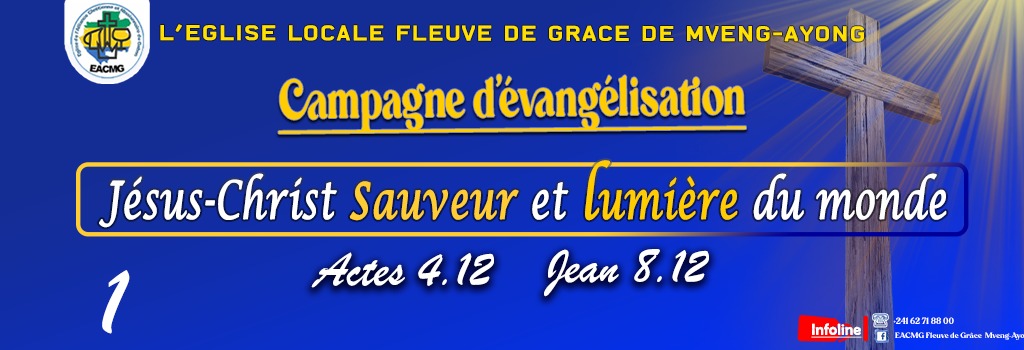 L'EGLISE LOCALE FLEUVE DE GRACE DE MVENG-AYONG
EACMG
Campagne d'évangélisation
Jésus-Christ Sauveur et lumière du monde
Actes 4.12 Jean 8.12
1
Infoline
-241 62 71 88 00
EACMG Fleuve de Grâce Mveng-Ayo